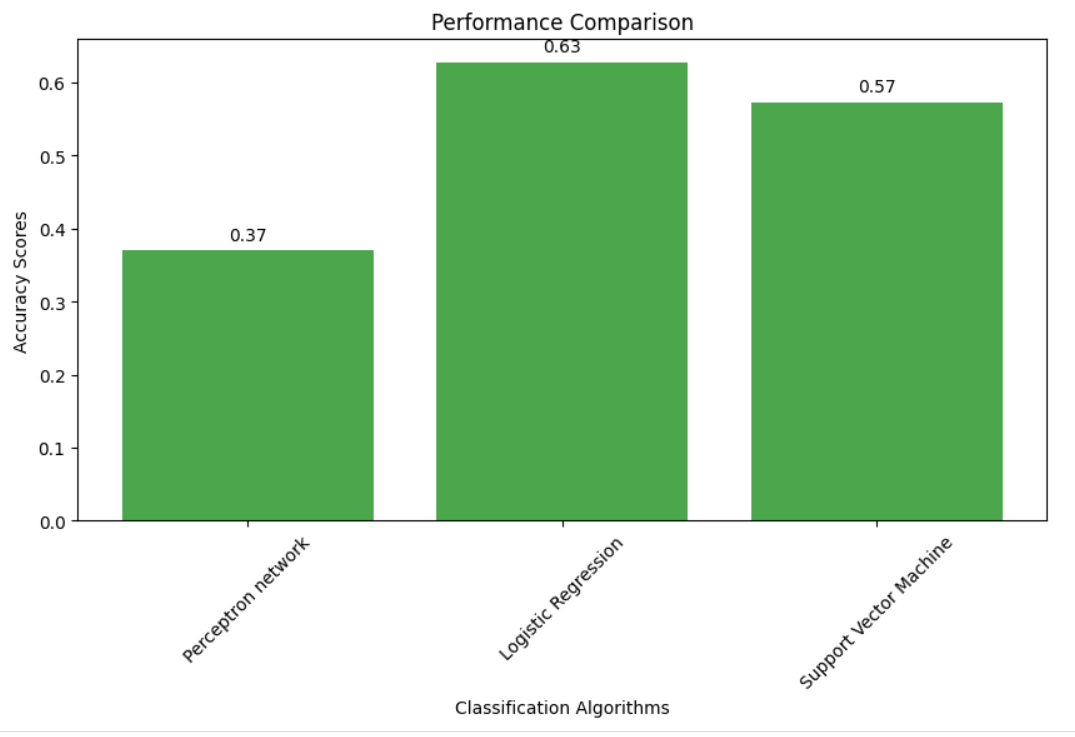 Performance Comparison
0.63
0.57
0.37
0.6
0.5
0.4
0.3
0.2
0.1
0.0
Accuracy Scores
Perceptron network
Logistic Regression
Support Vector Machine
Classification Algorithms